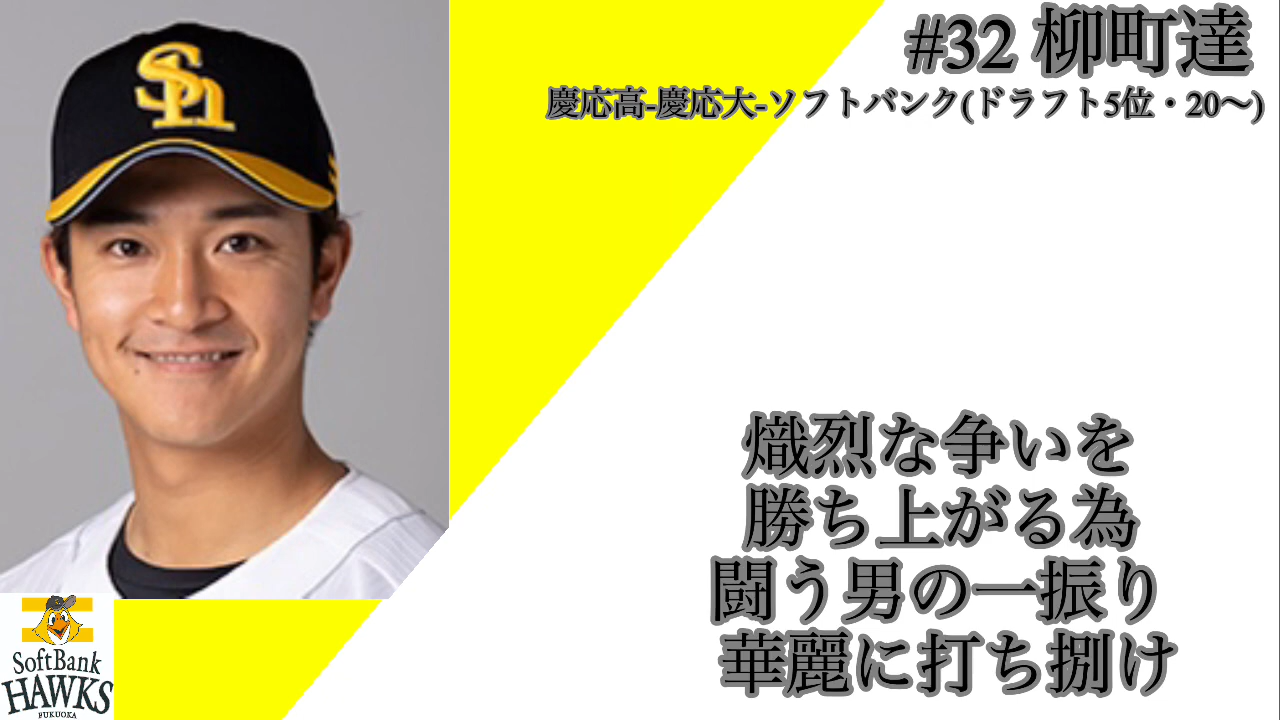 #32 柳町達
慶応高-慶応大-ソフトバンク(ドラフト5位・20〜)
熾烈な争いを
勝ち上がる為
闘う男の一振り
華麗に打ち捌け
Sh
SoftBank
HAWKS
FUKUOKA